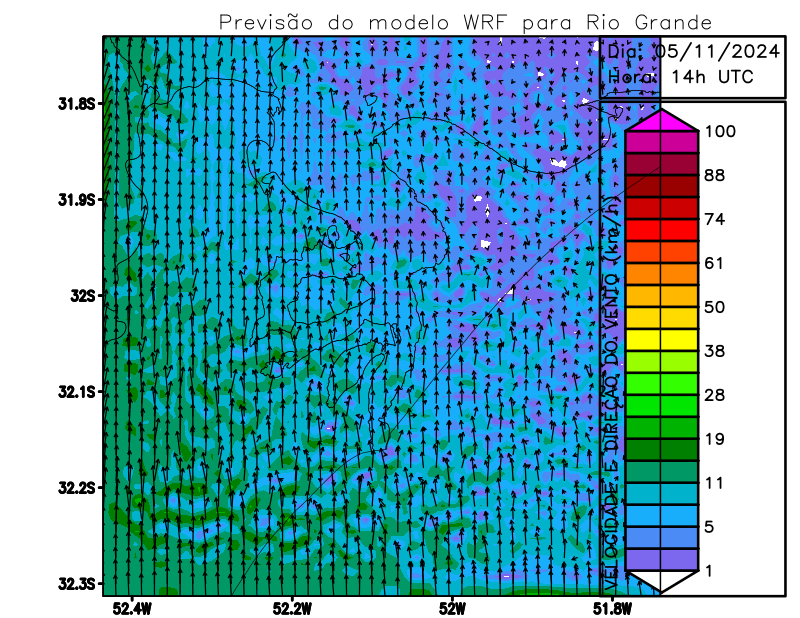 Previsão do modelo WRF para Rio Grande
Dia: 05/11/2024
Hora: 14h UTC
31.8S
31.9S
32S
32.1S
32.2S
32.3S
52.4W
52.2W
52W
51.8W
VELOCIDADE E DIREÇÃO DO VENTO (km/h)
100
88
74
61
50
38
28
19
11
5
1